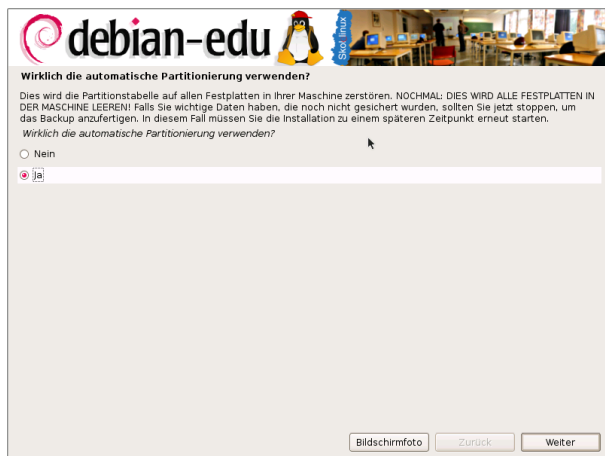 debian-edu
Skolelinux
Wirklich die automatische Partitionierung verwenden?
Dies wird die Partitionstabelle auf allen Festplatten in Ihrer Maschine zerstören. NOCHMAL: DIES WIRD ALLE FESTPLATTEN IN
DER MASCHINE LEEREN! Falls Sie wichtige Daten haben, die noch nicht gesichert wurden, sollten Sie jetzt stoppen, um
das Backup anzufertigen. In diesem Fall müssen Sie die Installation zu einem späteren Zeitpunkt erneut starten.
Wirklich die automatische Partitionierung verwenden?
Nein
Ja
Bildschirmfoto
Zurück
Weiter